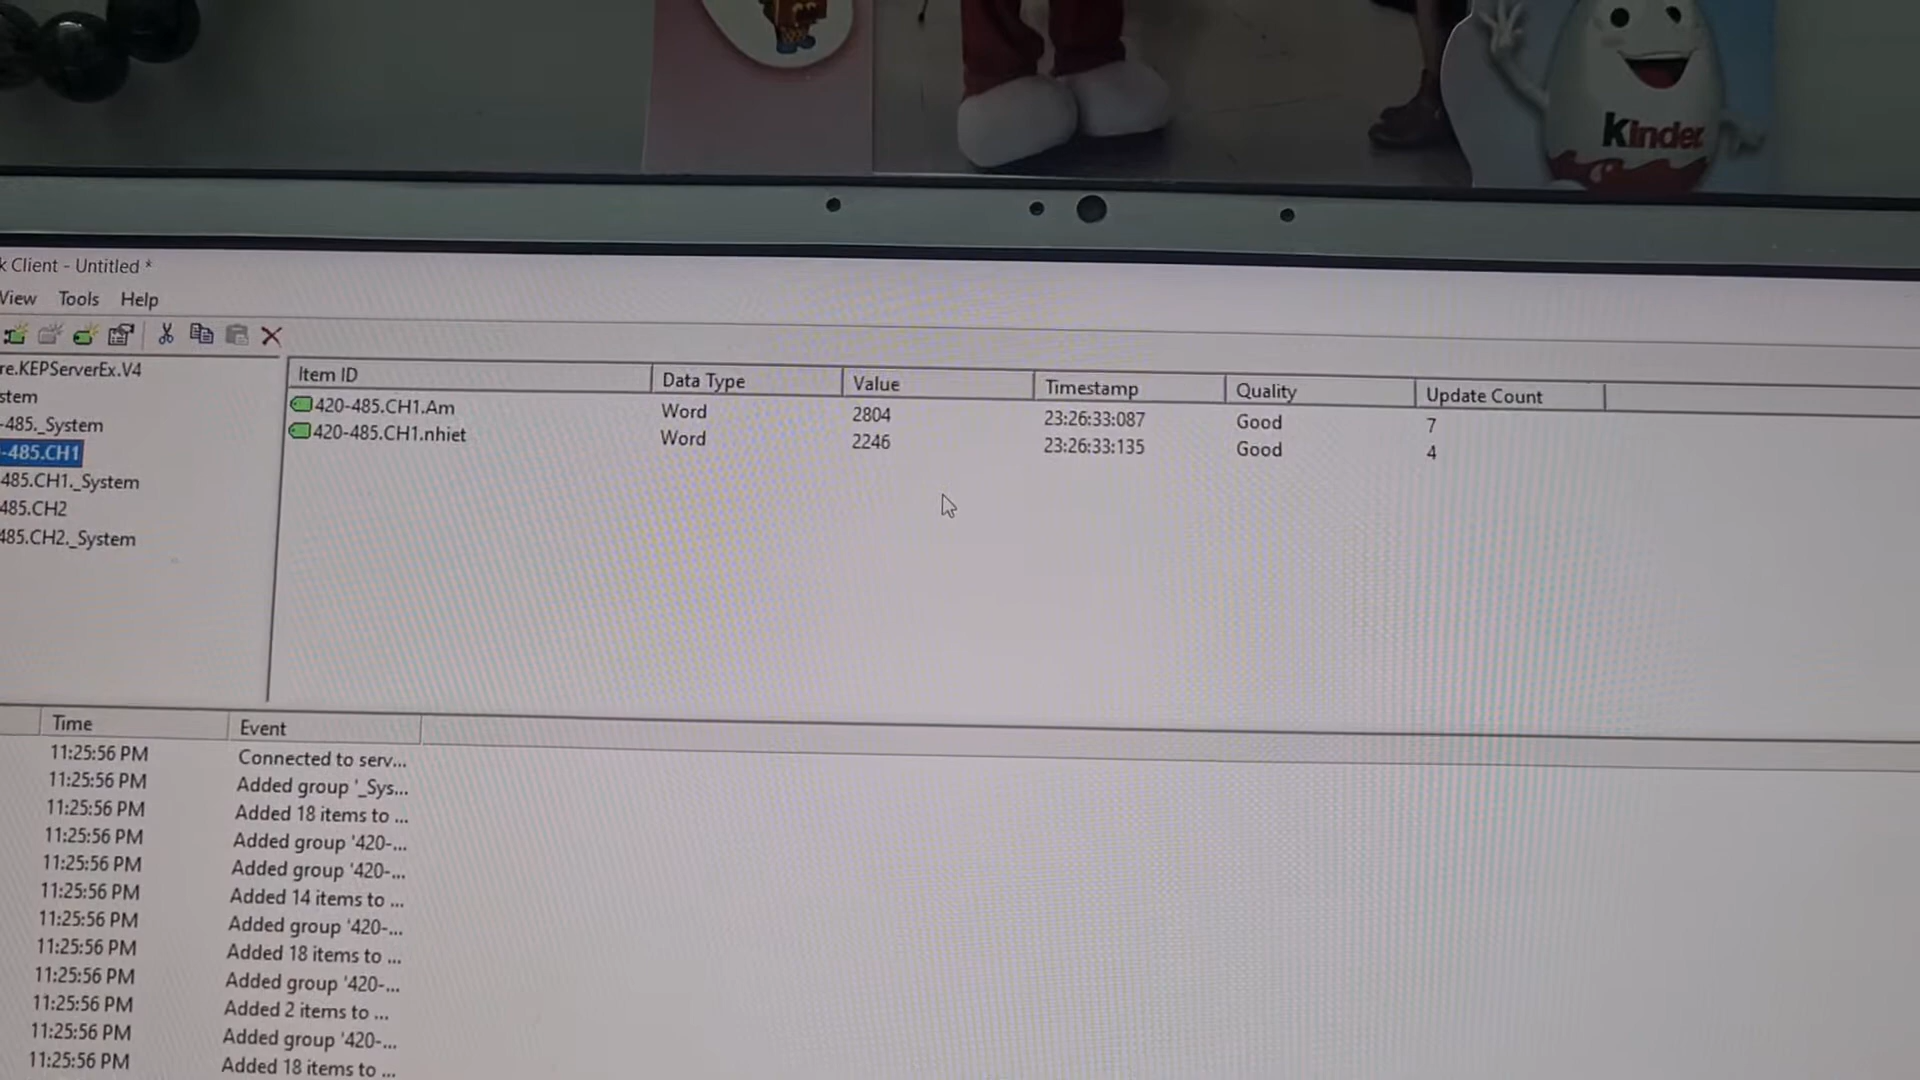 kinder
k Client - Untitled *
View Tools Help
re.KEPServerEx.V4
stem
-485._System
-485.CH1
485.CH1._System
485.CH2
485.CH2._System
Item ID Data Type Value Timestamp Quality Update Count
420-485.CH1.Am Word 2804 23:26:33:087 Good 7
420-485.CH1.nhiet Word 2246 23:26:33:135 Good 4
Time Event
11:25:56 PM Connected to serv...
11:25:56 PM Added group '_Sys...
11:25:56 PM Added 18 items to ...
11:25:56 PM Added group '420-...
11:25:56 PM Added group '420-...
11:25:56 PM Added 14 items to ...
11:25:56 PM Added group '420-...
11:25:56 PM Added 18 items to ...
11:25:56 PM Added group '420-...
11:25:56 PM Added 2 items to ...
11:25:56 PM Added group '420-...
11:25:56 PM Added 18 items to ...